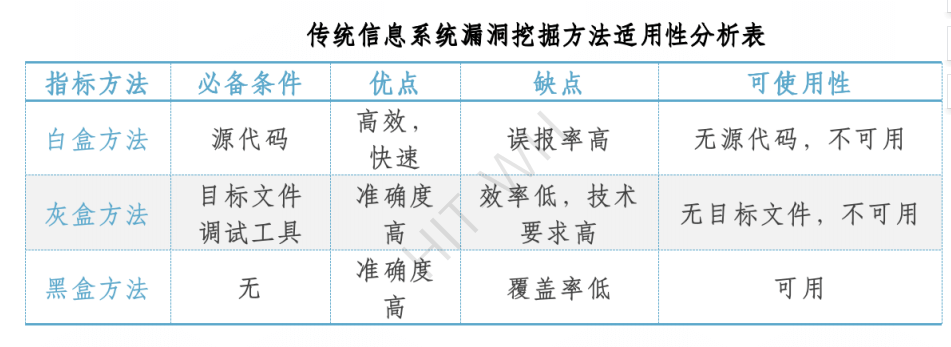 传统信息系统漏洞挖掘方法适用性分析表
指标方法 必备条件 优点 缺点 可使用性
白盒方法 源代码 高效，快速 误报率高 无源代码，不可用
灰盒方法 目标文件调试工具 准确度高 效率低，技术要求高 无目标文件，不可用
黑盒方法 无 准确度高 覆盖率低 可用
HIT WH